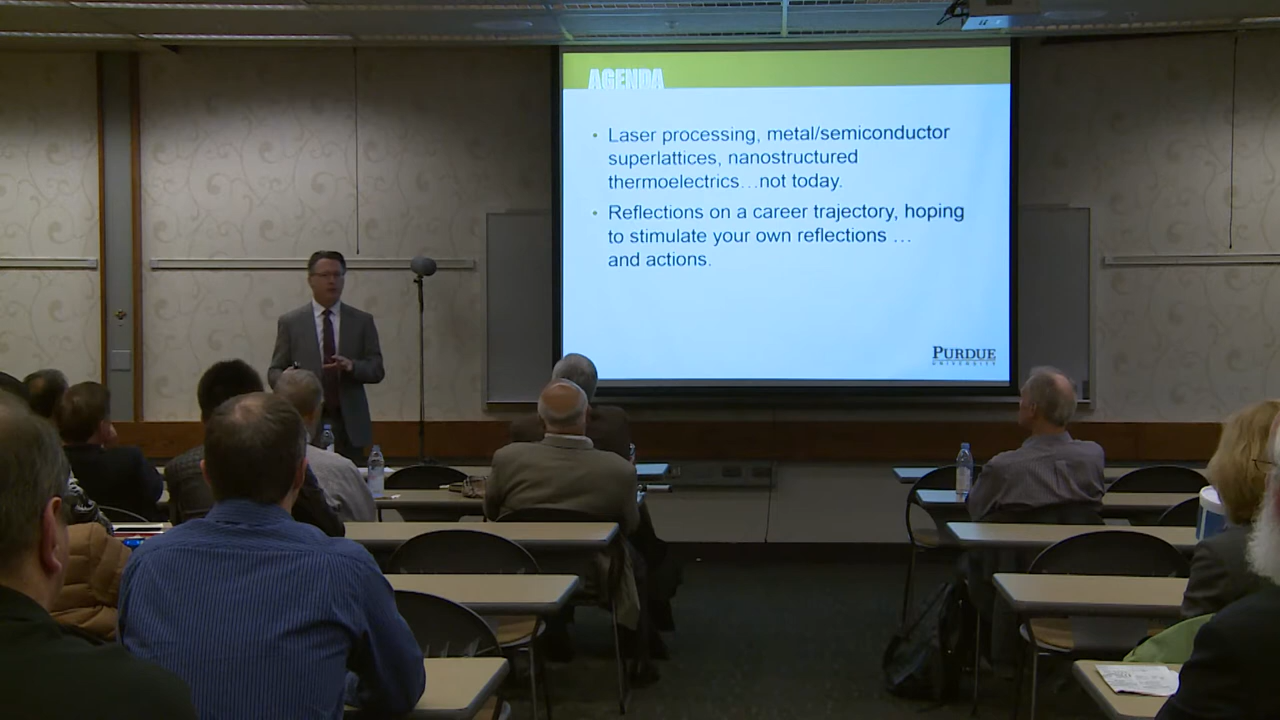 AGENDA
• Laser processing, metal/semiconductor
superlattices, nanostructured
thermoelectrics…not today.
• Reflections on a career trajectory, hoping
to stimulate your own reflections …
and actions.
PURDUE
UNIVERSITY